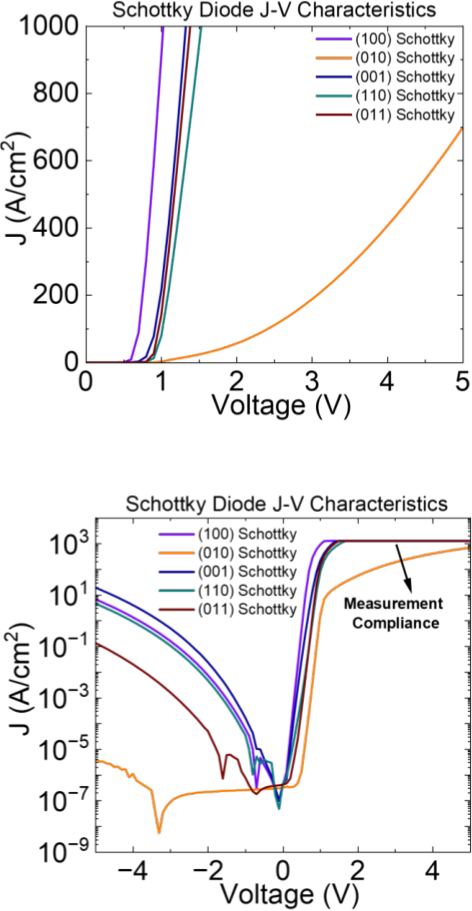 Schottky Diode J-V Characteristics
1000
800
600
400
200
0
J (A/cm²)
(100) Schottky
(010) Schottky
(001) Schottky
(110) Schottky
(011) Schottky
0 1 2 3 4 5
Voltage (V)
Schottky Diode J-V Characteristics
10³
10¹
10⁻¹
10⁻³
10⁻⁵
10⁻⁷
10⁻⁹
J (A/cm²)
(100) Schottky
(010) Schottky
(001) Schottky
(110) Schottky
(011) Schottky
Measurement
Compliance
−4 −2 0 2 4
Voltage (V)